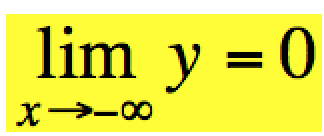 lim y = 0
x→−∞